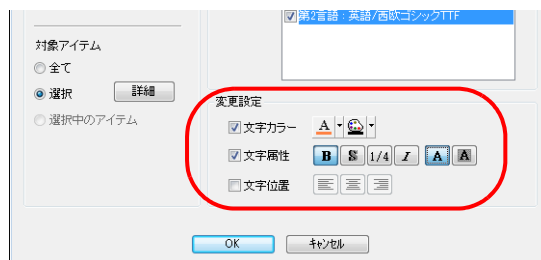 第2言語：英語/西欧ゴシックTTF
対象アイテム
全て
選択 詳細
選択中のアイテム
変更設定
文字カラー A
文字属性 B S 1/4 I A A
文字位置
OK キャンセル